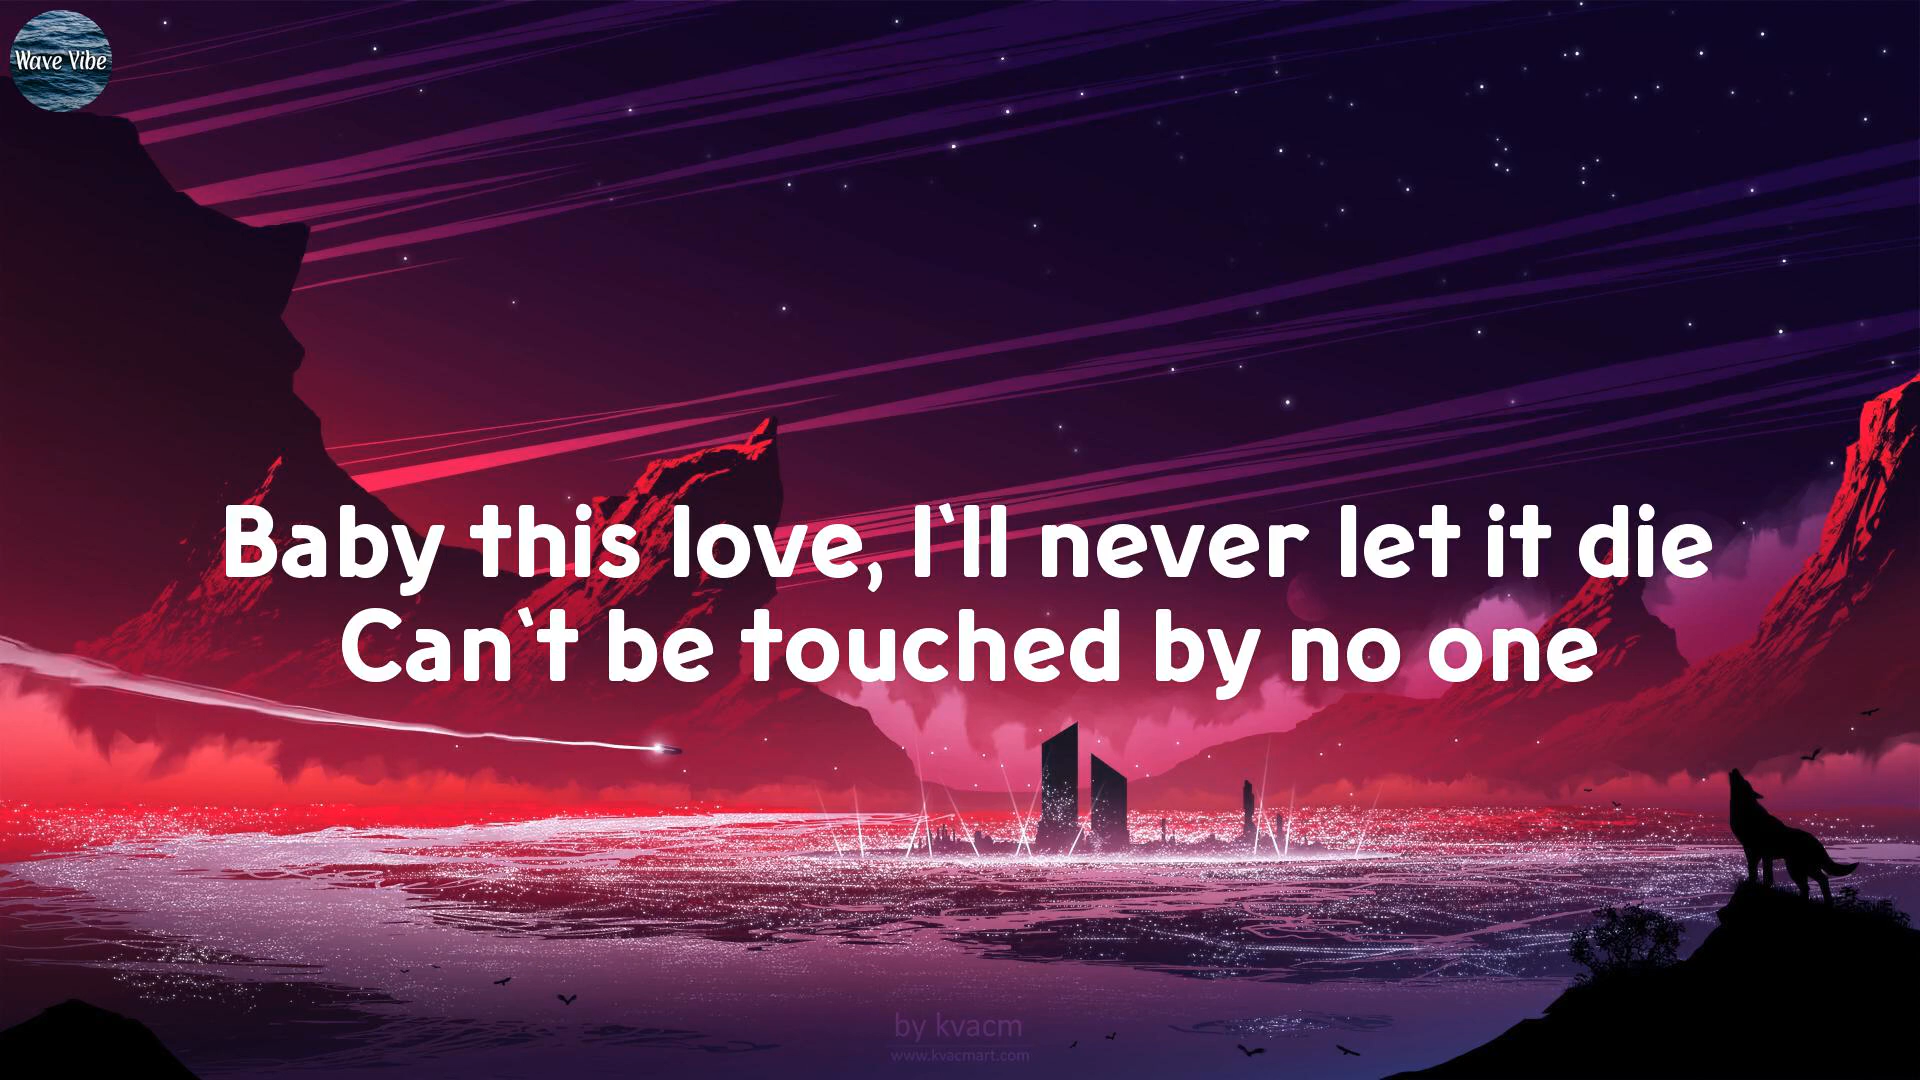 Wave Vibe
Baby this love, I'll never let it die
Can't be touched by no one
by kvacm
www.kvacmart.com